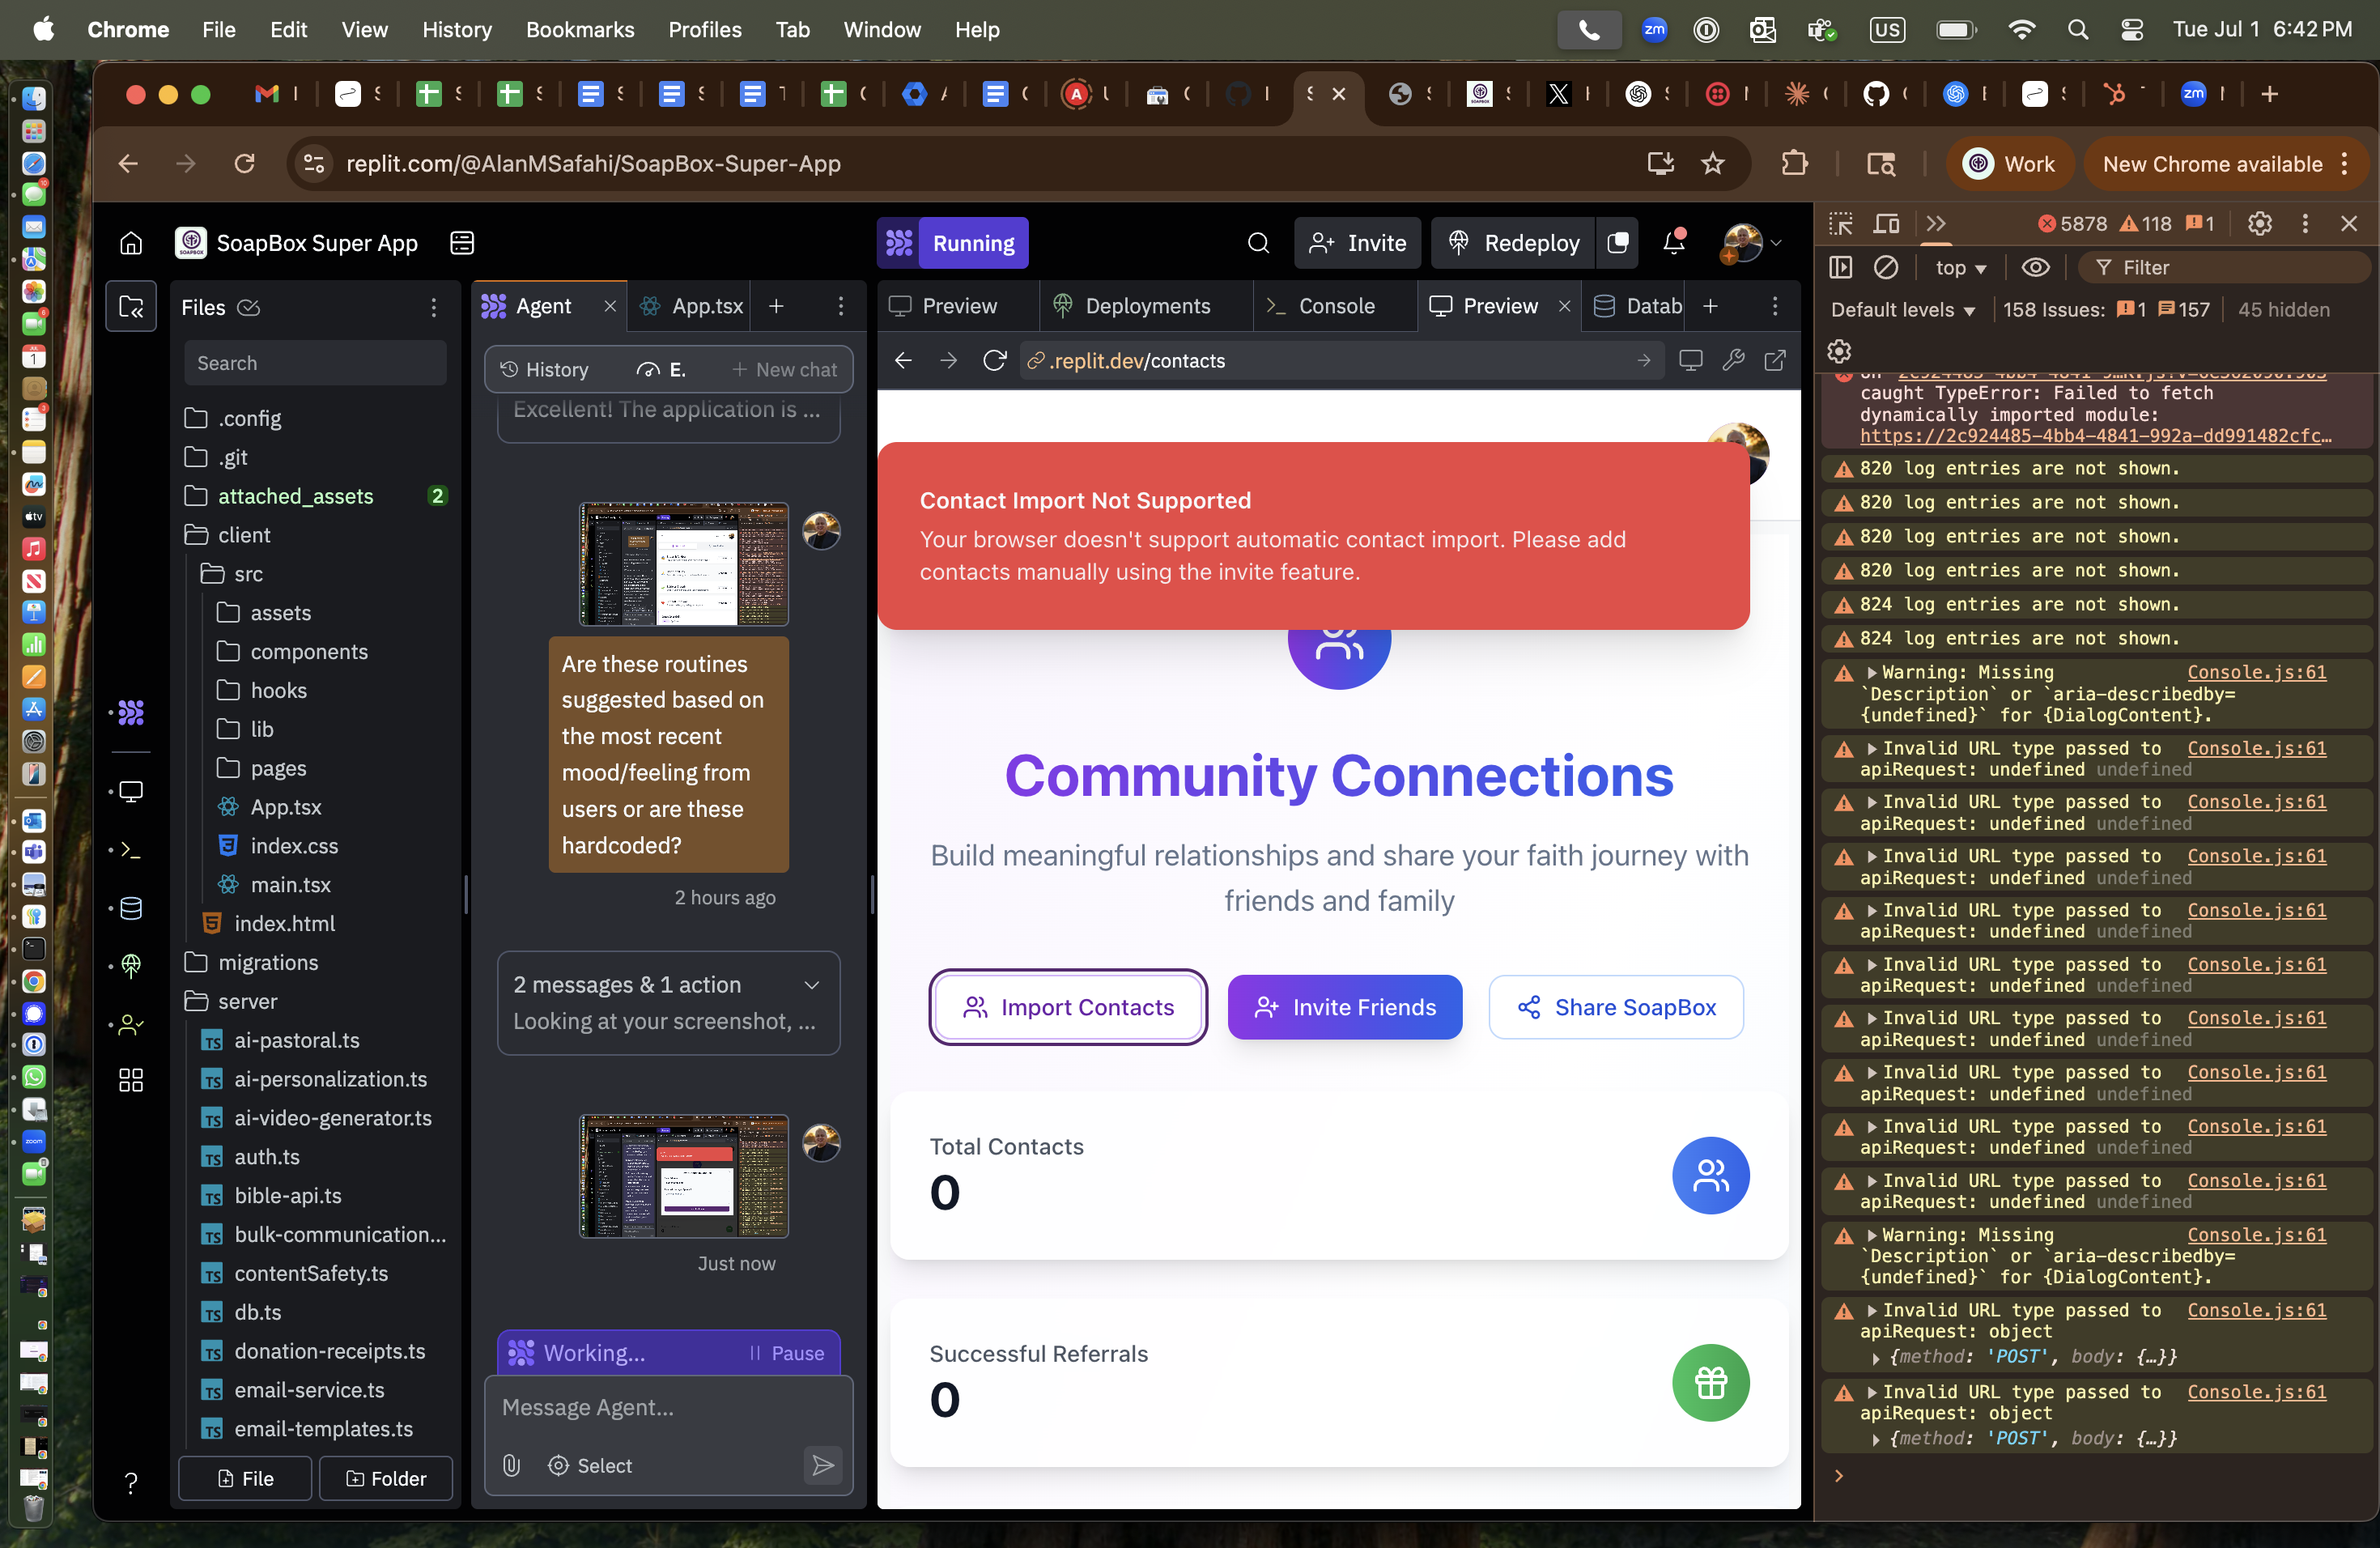 Chrome File Edit View History Bookmarks Profiles Tab Window Help
zm
US
Tue Jul 1 6:42 PM
replit.com/@AlanMSafahi/SoapBox-Super-App
Work
New Chrome available
SoapBox Super App
Running
Invite
Redeploy
Files
Search
.config
.git
attached_assets 2
client
src
assets
components
hooks
lib
pages
App.tsx
index.css
main.tsx
index.html
migrations
server
ai-pastoral.ts
ai-personalization.ts
ai-video-generator.ts
auth.ts
bible-api.ts
bulk-communication...
contentSafety.ts
db.ts
donation-receipts.ts
email-service.ts
email-templates.ts
File
Folder
Agent
App.tsx
History
E.
New chat
Excellent! The application is ...
Are these routines
suggested based on
the most recent
mood/feeling from
users or are these
hardcoded?
2 hours ago
2 messages & 1 action
Looking at your screenshot, ...
Just now
Working...
Pause
Message Agent...
Select
Preview
Deployments
Console
Preview
Datab
.replit.dev/contacts
Contact Import Not Supported
Your browser doesn't support automatic contact import. Please add
contacts manually using the invite feature.
Community Connections
Build meaningful relationships and share your faith journey with
friends and family
Import Contacts
Invite Friends
Share SoapBox
Total Contacts
0
Successful Referrals
0
5878 118 1
top
Filter
Default levels
158 Issues: 1 157
45 hidden
caught TypeError: Failed to fetch
dynamically imported module:
https://2c924485-4bb4-4841-992a-dd991482cfc…
820 log entries are not shown.
820 log entries are not shown.
820 log entries are not shown.
820 log entries are not shown.
824 log entries are not shown.
824 log entries are not shown.
Warning: Missing Console.js:61
`Description` or `aria-describedby=
{undefined}` for {DialogContent}.
Invalid URL type passed to Console.js:61
apiRequest: undefined undefined
Invalid URL type passed to Console.js:61
apiRequest: undefined undefined
Invalid URL type passed to Console.js:61
apiRequest: undefined undefined
Invalid URL type passed to Console.js:61
apiRequest: undefined undefined
Invalid URL type passed to Console.js:61
apiRequest: undefined undefined
Invalid URL type passed to Console.js:61
apiRequest: undefined undefined
Invalid URL type passed to Console.js:61
apiRequest: undefined undefined
Invalid URL type passed to Console.js:61
apiRequest: undefined undefined
Invalid URL type passed to Console.js:61
apiRequest: undefined undefined
Warning: Missing Console.js:61
`Description` or `aria-describedby=
{undefined}` for {DialogContent}.
Invalid URL type passed to Console.js:61
apiRequest: object
{method: 'POST', body: {…}}
Invalid URL type passed to Console.js:61
apiRequest: object
{method: 'POST', body: {…}}